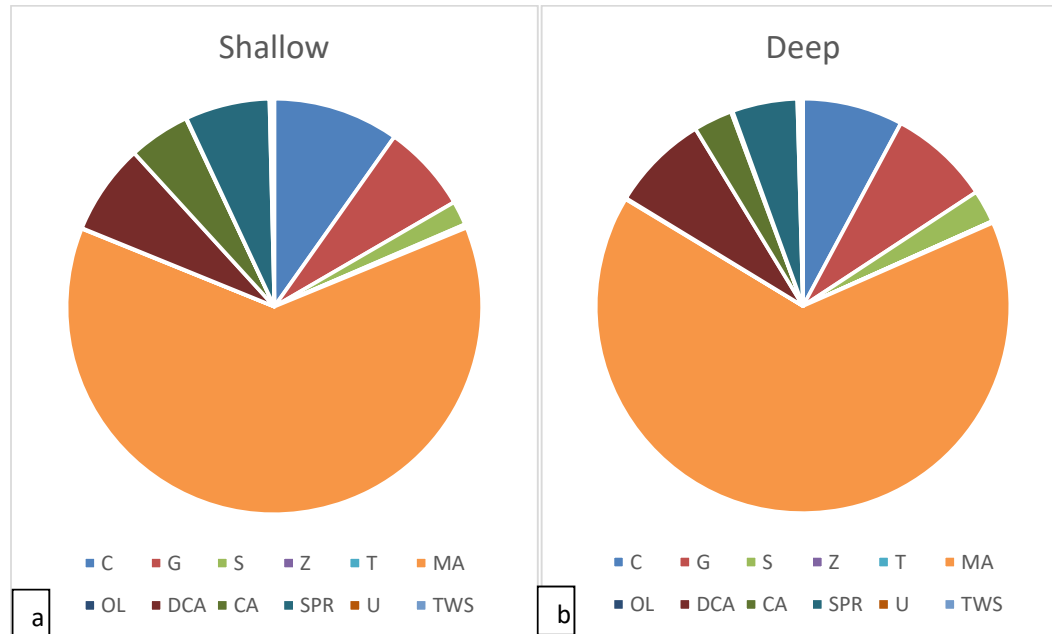 Shallow
C G S Z T MA
OL DCA CA SPR U TWS
a
Deep
C G S Z T MA
OL DCA CA SPR U TWS
b